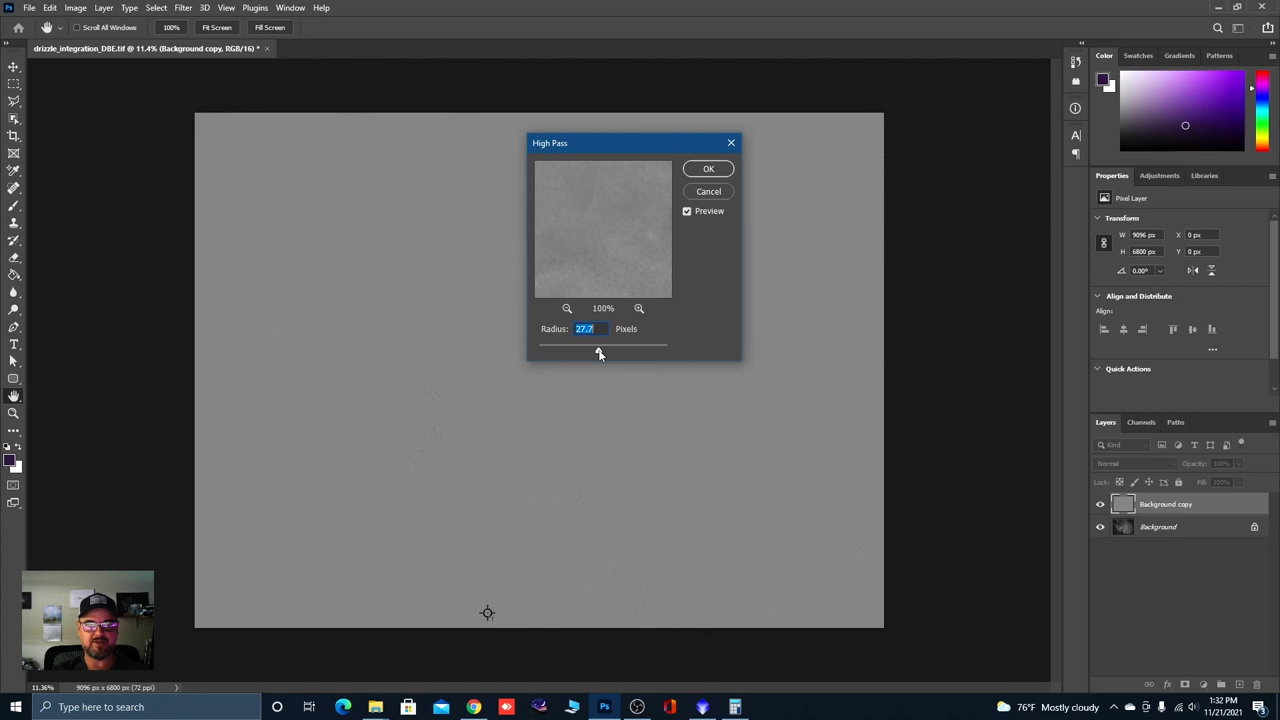 Ps File Edit Image Layer Type Select Filter 3D View Plugins Window Help
Scroll All Windows 100% Fit Screen Fill Screen
drizzle_integration_DBE.tif @ 11.4% (Background copy, RGB/16) *
Color Swatches Gradients Patterns
High Pass
OK
Cancel
Preview
100%
Radius: 27.7 Pixels
Properties Adjustments Libraries
Pixel Layer
Transform
W 9096 px X 0 px
H 6800 px Y 0 px
0.00°
Align and Distribute
Align:
Quick Actions
Layers Channels Paths
Kind
Normal Opacity: 100%
Lock: Fill: 100%
Background copy
Background
11.36% 9096 px x 6800 px (72 ppi)
Type here to search
76°F Mostly cloudy
1:32 PM
11/21/2021
3